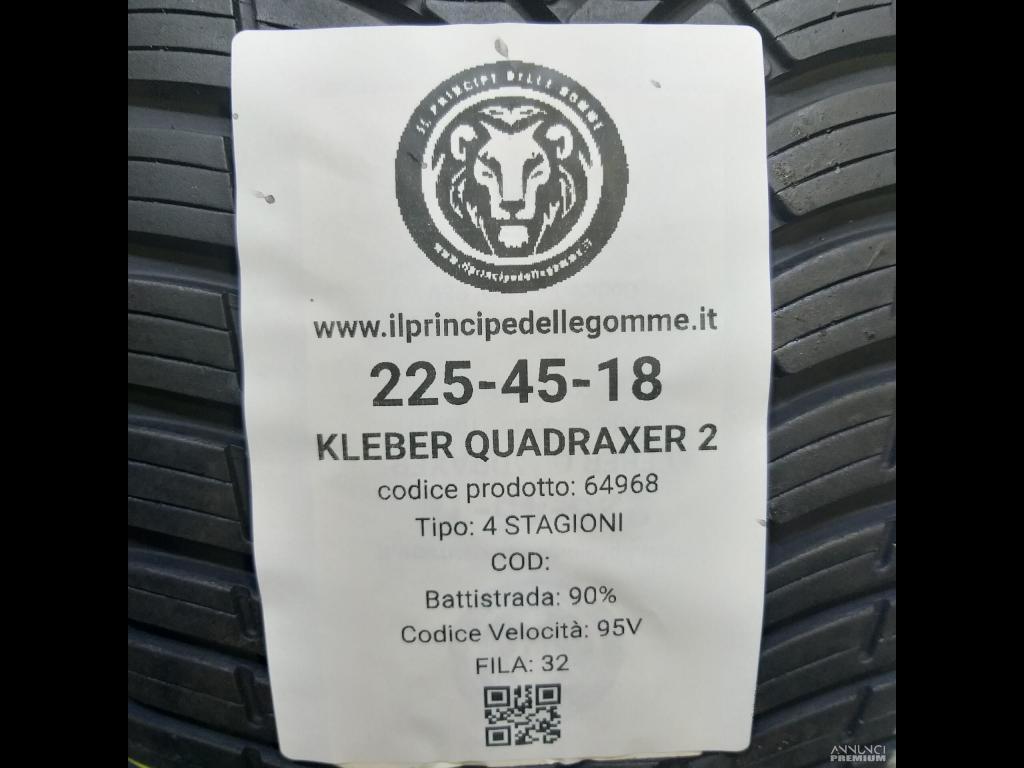 IL PRINCIPE DELLE GOMME
www.ilprincipedellegomme.it
www.ilprincipedellegomme.it
225-45-18
KLEBER QUADRAXER 2
codice prodotto: 64968
Tipo: 4 STAGIONI
COD:
Battistrada: 90%
Codice Velocità: 95V
FILA: 32
ANNUNCI
PREMIUM